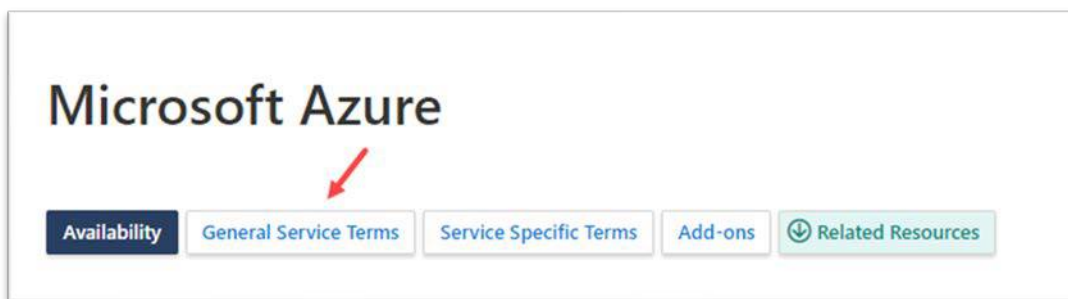 Microsoft Azure
Availability General Service Terms Service Specific Terms Add-ons Related Resources